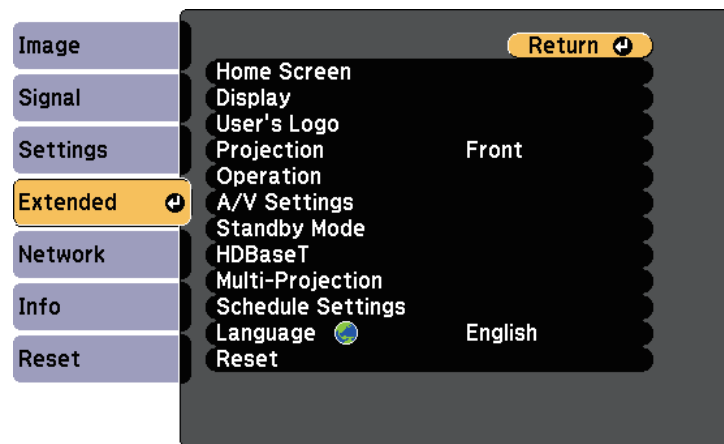 Image
Signal
Settings
Extended
Network
Info
Reset
Return
Home Screen
Display
User's Logo
Projection Front
Operation
A/V Settings
Standby Mode
HDBaseT
Multi-Projection
Schedule Settings
Language English
Reset